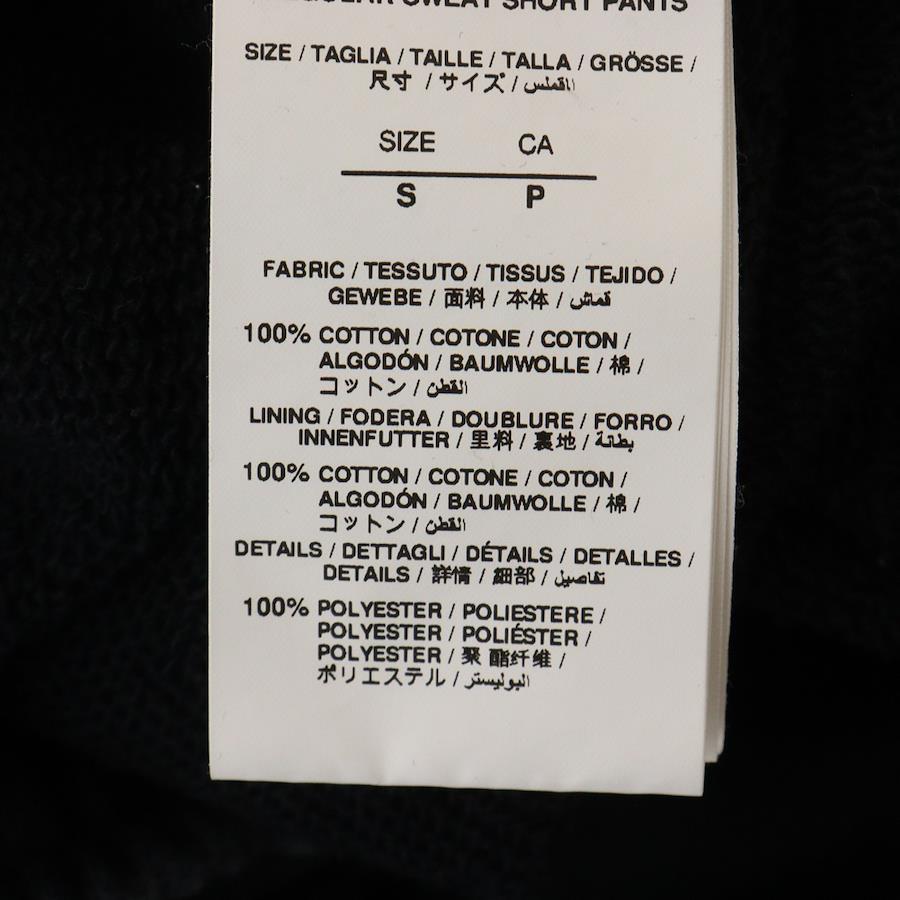 SWEAT SHORT PANTS
SIZE / TAGLIA / TAILLE / TALLA / GRÖSSE /
尺寸 / サイズ /
SIZE CA
S P
FABRIC / TESSUTO / TISSUS / TEJIDO /
GEWEBE / 面料 / 本体 / قماش
100% COTTON / COTONE / COTON /
ALGODÓN / BAUMWOLLE / 棉 /
コットン / القطن
LINING / FODERA / DOUBLURE / FORRO /
INNENFUTTER / 里料 / 裏地 / بطانة
100% COTTON / COTONE / COTON /
ALGODÓN / BAUMWOLLE / 棉 /
コットン / القطن
DETAILS / DETTAGLI / DÉTAILS / DETALLES /
DETAILS / 詳情 / 細部 / تفاصيل
100% POLYESTER / POLIESTERE /
POLYESTER / POLIÉSTER /
POLYESTER / 聚 酯纤维 /
ポリエステル / البوليستر